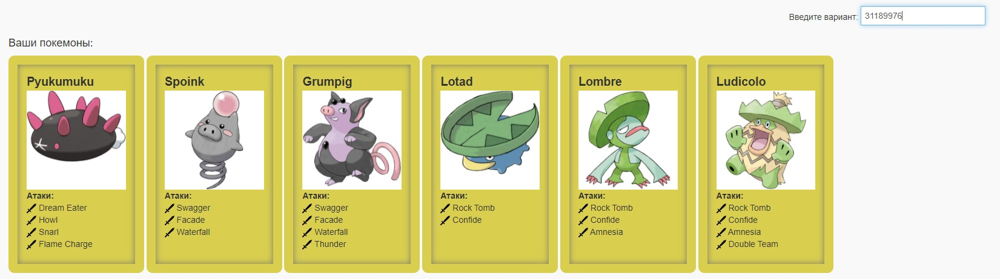 Введите вариант: 31189976
Ваши покемоны:
Pyukumuku
Атаки:
Dream Eater
Howl
Snarl
Flame Charge
Spoink
Атаки:
Swagger
Facade
Waterfall
Grumpig
Атаки:
Swagger
Facade
Waterfall
Thunder
Lotad
Атаки:
Rock Tomb
Confide
Lombre
Атаки:
Rock Tomb
Confide
Amnesia
Ludicolo
Атаки:
Rock Tomb
Confide
Amnesia
Double Team